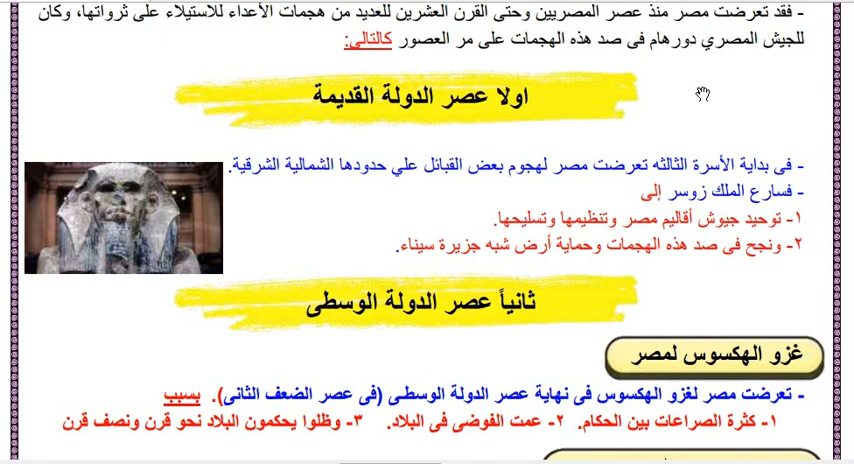 - فقد تعرضت مصر منذ عصر المصريين وحتى القرن العشرين للعديد من هجمات الأعداء للاستيلاء على ثرواتها، وكان
للجيش المصري دورهام فى صد هذه الهجمات على مر العصور كالتالى:
اولا عصر الدولة القديمة
- فى بداية الأسرة الثالثه تعرضت مصر لهجوم بعض القبائل علي حدودها الشمالية الشرقية.
- فسارع الملك زوسر إلى
١- توحيد جيوش أقاليم مصر وتنظيمها وتسليحها.
٢- ونجح فى صد هذه الهجمات وحماية أرض شبه جزيرة سيناء.
ثانياً عصر الدولة الوسطى
غزو الهكسوس لمصر
- تعرضت مصر لغزو الهكسوس فى نهاية عصر الدولة الوسطى (فى عصر الضعف الثانى). بسبب
١- كثرة الصراعات بين الحكام. ٢- عمت الفوضى فى البلاد. ٣- وظلوا يحكمون البلاد نحو قرن ونصف قرن